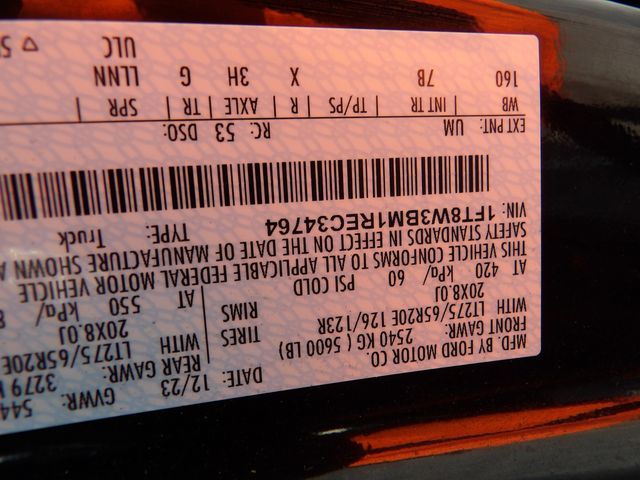 MFD. BY FORD MOTOR CO.
DATE: 12/23 GVWR: 544
FRONT GAWR: REAR GAWR:
2540 KG ( 5600 LB) 3279 K
WITH TIRES WITH
LT275/65R20E 126/123R LT275/65R20E
20X8.0J RIMS 20X8.0J
AT 420 kPa/ 60 PSI COLD AT 550 kPa/ 8
THIS VEHICLE CONFORMS TO ALL APPLICABLE FEDERAL MOTOR VEHICLE
SAFETY STANDARDS IN EFFECT ON THE DATE OF MANUFACTURE SHOWN A
VIN: 1FT8W3BM1REC34764 TYPE: Truck
EXT PNT: UM RC: 53 DSO:
WB INT TR TP/PS R AXLE TR SPR
160 7B X 3H G LLNN
ULC